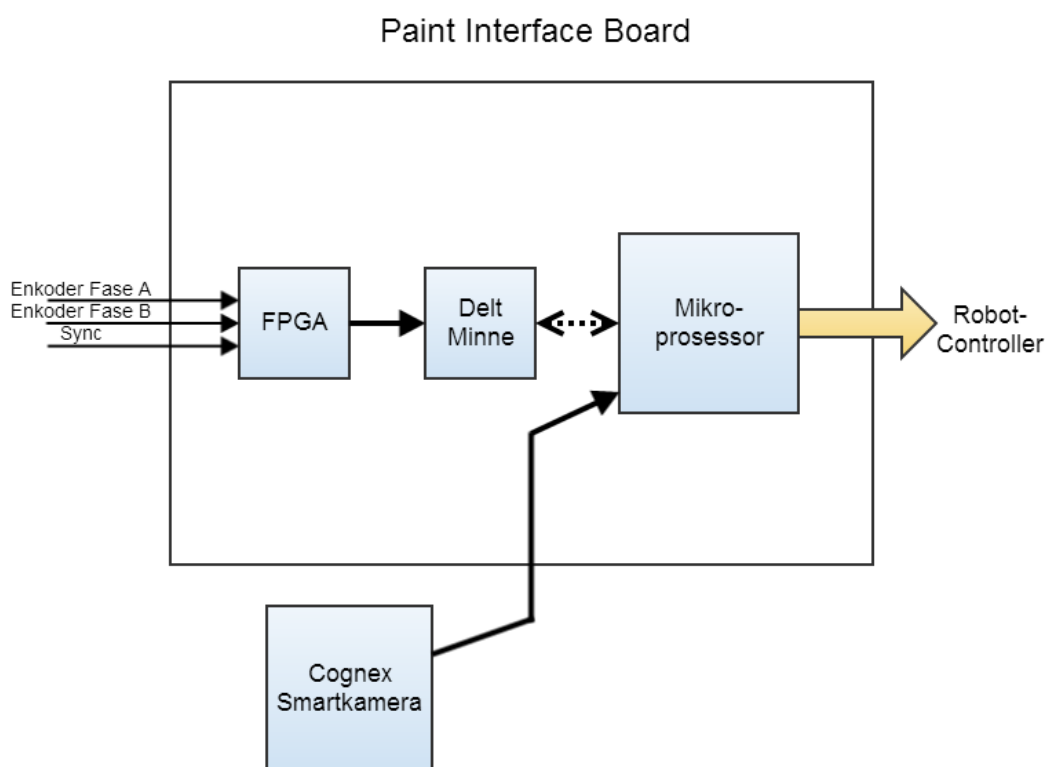 Paint Interface Board
Enkoder Fase A
Enkoder Fase B
Sync
FPGA
Delt
Minne
Mikro-
prosessor
Robot-
Controller
Cognex
Smartkamera